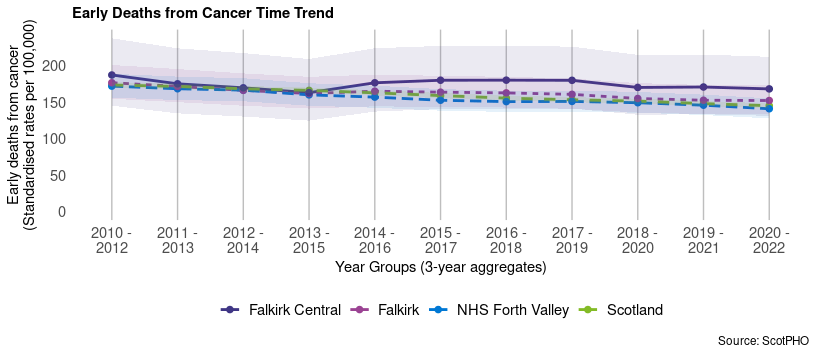 Early Deaths from Cancer Time Trend
Early deaths from cancer
(Standardised rates per 100,000)
200
150
100
50
0
2010 - 2011 - 2012 - 2013 - 2014 - 2015 - 2016 - 2017 - 2018 - 2019 - 2020 -
2012 2013 2014 2015 2016 2017 2018 2019 2020 2021 2022
Year Groups (3-year aggregates)
Falkirk Central Falkirk NHS Forth Valley Scotland
Source: ScotPHO